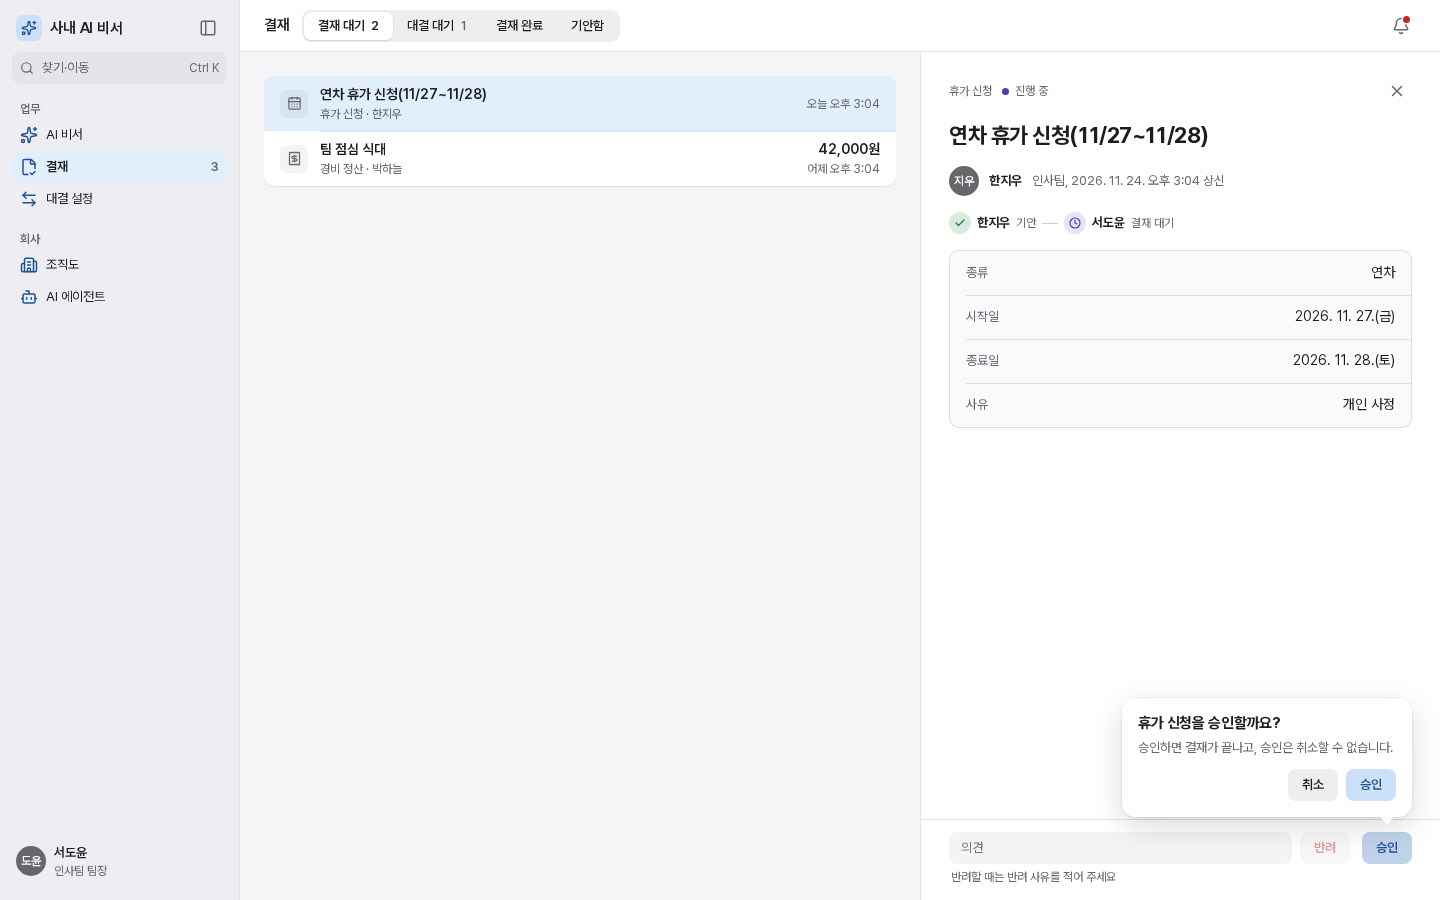 사내 AI 비서
찾기·이동 Ctrl K
업무
AI 비서
결재 3
대결 설정
회사
조직도
AI 에이전트
도윤 서도윤
인사팀 팀장
결재 결재 대기 2 대결 대기 1 결재 완료 기안함
연차 휴가 신청(11/27~11/28)
휴가 신청 · 한지우
오늘 오후 3:04
팀 점심 식대 42,000원
경비 정산 · 박하늘 어제 오후 3:04
휴가 신청 진행 중
연차 휴가 신청(11/27~11/28)
지우 한지우 인사팀, 2026. 11. 24. 오후 3:04 상신
한지우 기안 서도윤 결재 대기
종류 연차
시작일 2026. 11. 27.(금)
종료일 2026. 11. 28.(토)
사유 개인 사정
휴가 신청을 승인할까요?
승인하면 결재가 끝나고, 승인은 취소할 수 없습니다.
취소 승인
의견 반려 승인
반려할 때는 반려 사유를 적어 주세요